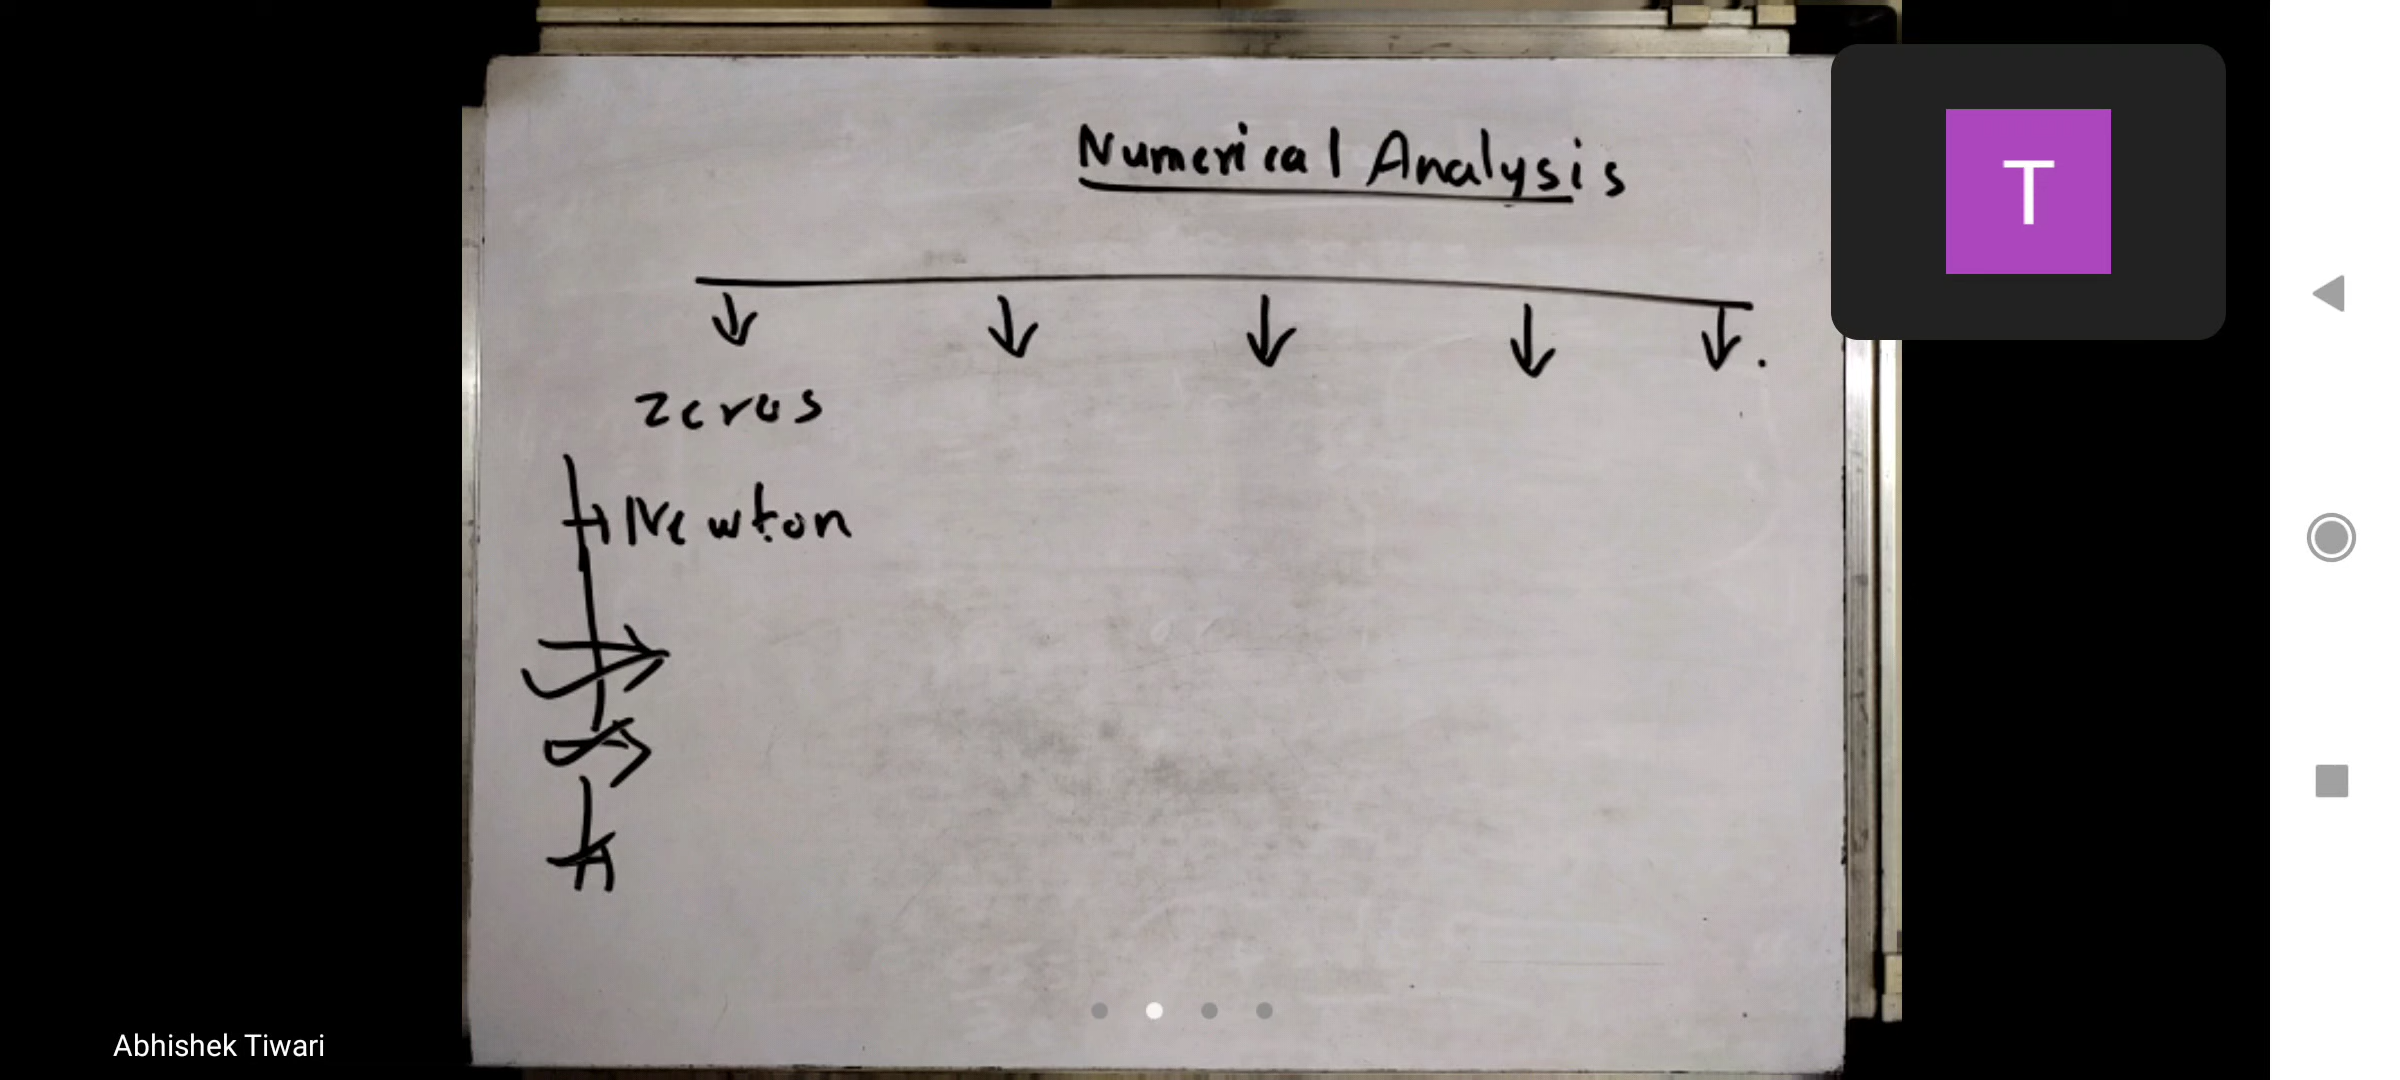 Numerical Analysis
T
zeros
Newton
Abhishek Tiwari